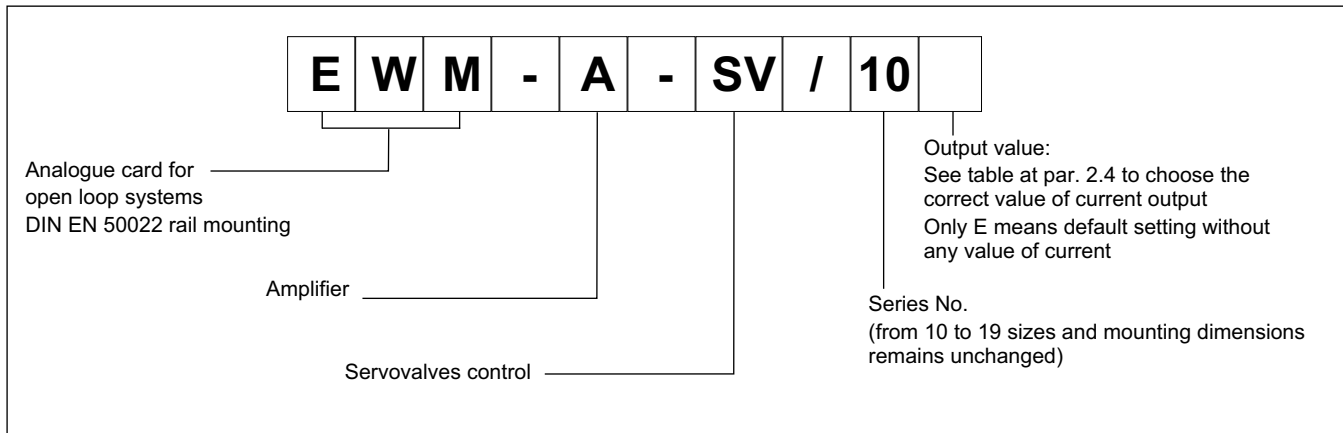 E W M - A - SV / 10
Analogue card for
open loop systems
DIN EN 50022 rail mounting
Amplifier
Servovalves control
Output value:
See table at par. 2.4 to choose the
correct value of current output
Only E means default setting without
any value of current
Series No.
(from 10 to 19 sizes and mounting dimensions
remains unchanged)